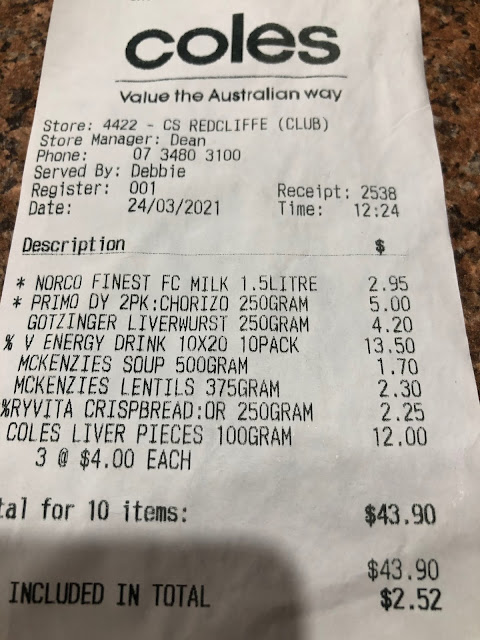 coles
Value the Australian way
Store: 4422 - CS REDCLIFFE (CLUB)
Store Manager: Dean
Phone: 07 3480 3100
Served By: Debbie
Register: 001 Receipt: 2538
Date: 24/03/2021 Time: 12:24
Description $
* NORCO FINEST FC MILK 1.5LITRE 2.95
* PRIMO DY 2PK:CHORIZO 250GRAM 5.00
GOTZINGER LIVERWURST 250GRAM 4.20
% V ENERGY DRINK 10X20 10PACK 13.50
MCKENZIES SOUP 500GRAM 1.70
MCKENZIES LENTILS 375GRAM 2.30
%RYVITA CRISPBREAD:OR 250GRAM 2.25
COLES LIVER PIECES 100GRAM 12.00
3 @ $4.00 EACH
tal for 10 items: $43.90
$43.90
INCLUDED IN TOTAL $2.52